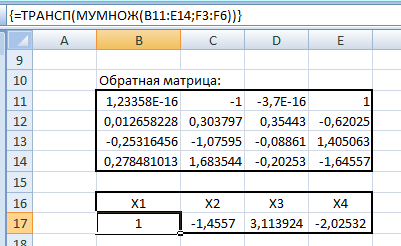 {=ТРАНСП(МУМНОЖ(B11:E14;F3:F6))}
A B C D E
9
10 Обратная матрица:
11 1,23358E-16 -1 -3,7E-16 1
12 0,012658228 0,303797 0,35443 -0,62025
13 -0,25316456 -1,07595 -0,08861 1,405063
14 0,278481013 1,683544 -0,20253 -1,64557
15
16 X1 X2 X3 X4
17 1 -1,4557 3,113924 -2,02532
18